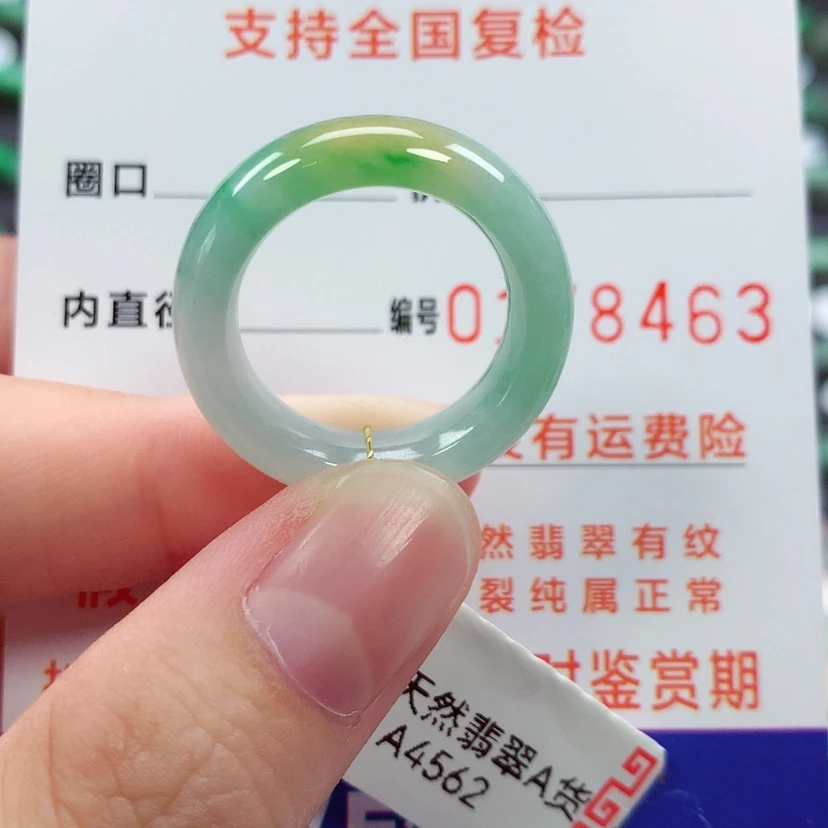 支持全国复检
圈口
内直径
编号 0 8463
有运费险
然翡翠有纹
裂纯属正常
时鉴赏期
天然翡翠A货
A4562